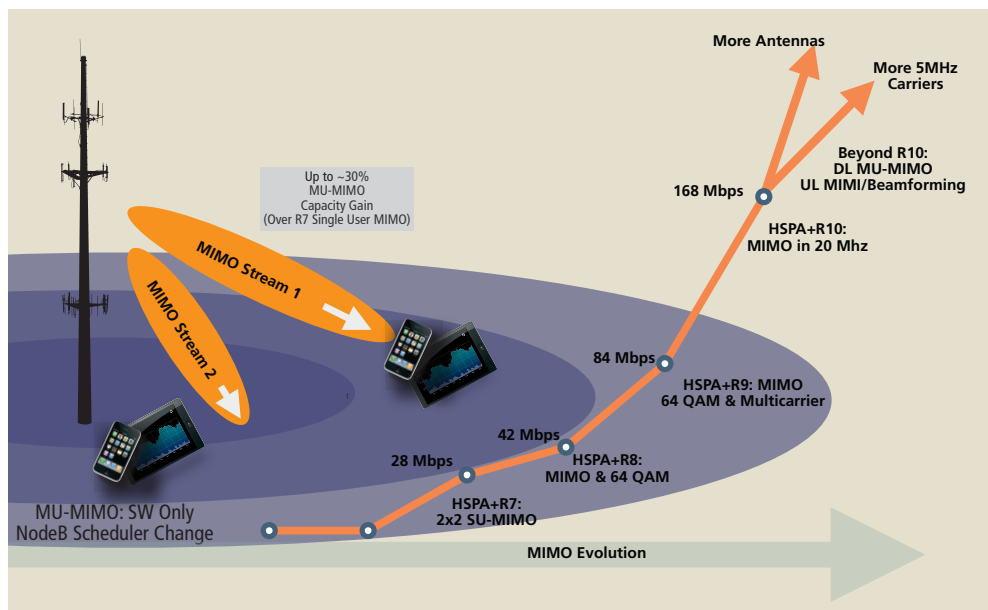 More Antennas
More 5MHz
Carriers
Up to ~30%
MU-MIMO
Capacity Gain
(Over R7 Single User MIMO)
Beyond R10:
DL MU-MIMO
UL MIMI/Beamforming
168 Mbps
HSPA+R10:
MIMO in 20 Mhz
MIMO Stream 1
MIMO Stream 2
84 Mbps
HSPA+R9: MIMO
64 QAM & Multicarrier
42 Mbps
HSPA+R8:
MIMO & 64 QAM
28 Mbps
HSPA+R7:
2x2 SU-MIMO
MU-MIMO: SW Only
NodeB Scheduler Change
MIMO Evolution